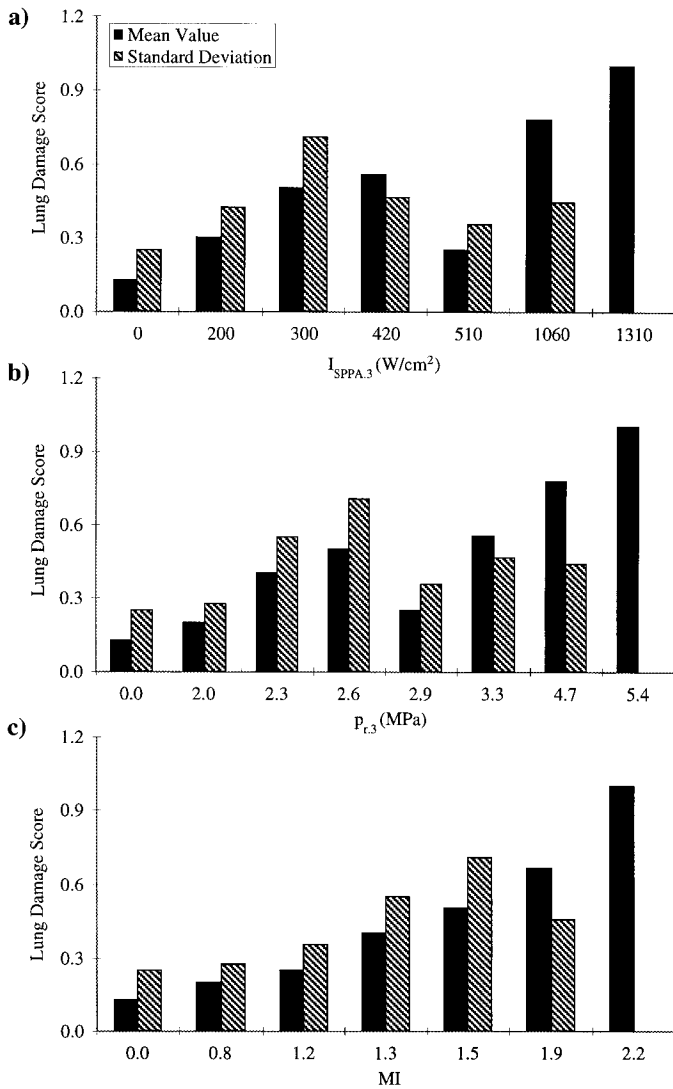 a)
1.2
0.9
0.6
0.3
0.0
Lung Damage Score
Mean Value
Standard Deviation
0 200 300 420 510 1060 1310
I_SPPA.3 (W/cm²)
b)
1.2
0.9
0.6
0.3
0.0
Lung Damage Score
0.0 2.0 2.3 2.6 2.9 3.3 4.7 5.4
p_r.3 (MPa)
c)
1.2
0.9
0.6
0.3
0.0
Lung Damage Score
0.0 0.8 1.2 1.3 1.5 1.9 2.2
MI